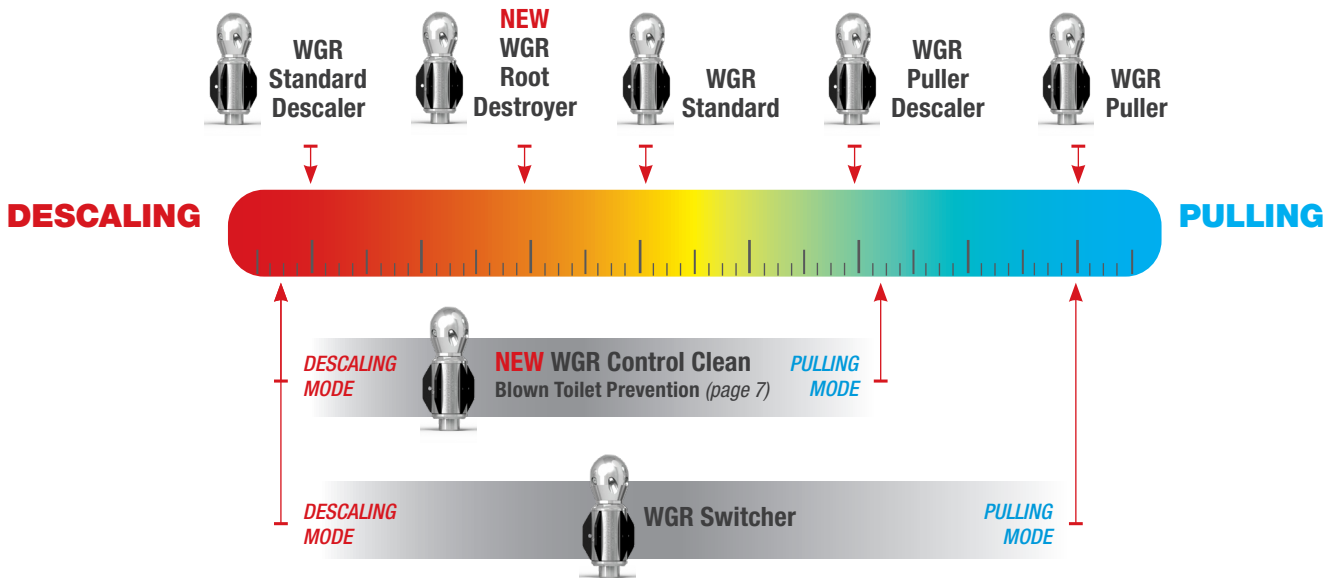 WGR
Standard
Descaler
NEW
WGR
Root
Destroyer
WGR
Standard
WGR
Puller
Descaler
WGR
Puller
DESCALING
PULLING
DESCALING
MODE
NEW WGR Control Clean
Blown Toilet Prevention (page 7)
PULLING
MODE
DESCALING
MODE
WGR Switcher
PULLING
MODE